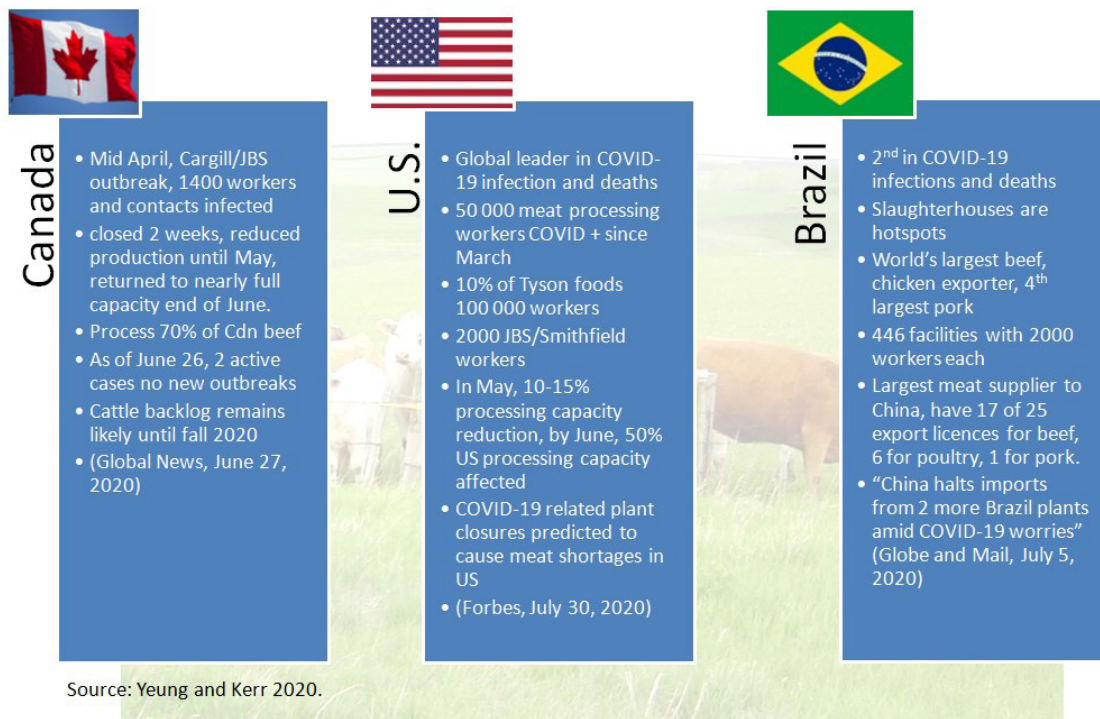 Canada
• Mid April, Cargill/JBS
outbreak, 1400 workers
and contacts infected
• closed 2 weeks, reduced
production until May,
returned to nearly full
capacity end of June.
• Process 70% of Cdn beef
• As of June 26, 2 active
cases no new outbreaks
• Cattle backlog remains
likely until fall 2020
• (Global News, June 27,
2020)
U.S.
• Global leader in COVID-
19 infection and deaths
• 50 000 meat processing
workers COVID + since
March
• 10% of Tyson foods
100 000 workers
• 2000 JBS/Smithfield
workers
• In May, 10-15%
processing capacity
reduction, by June, 50%
US processing capacity
affected
• COVID-19 related plant
closures predicted to
cause meat shortages in
US
• (Forbes, July 30, 2020)
Brazil
• 2nd in COVID-19
infections and deaths
• Slaughterhouses are
hotspots
• World’s largest beef,
chicken exporter, 4th
largest pork
• 446 facilities with 2000
workers each
• Largest meat supplier to
China, have 17 of 25
export licences for beef,
6 for poultry, 1 for pork.
• “China halts imports
from 2 more Brazil plants
amid COVID-19 worries”
(Globe and Mail, July 5,
2020)
Source: Yeung and Kerr 2020.